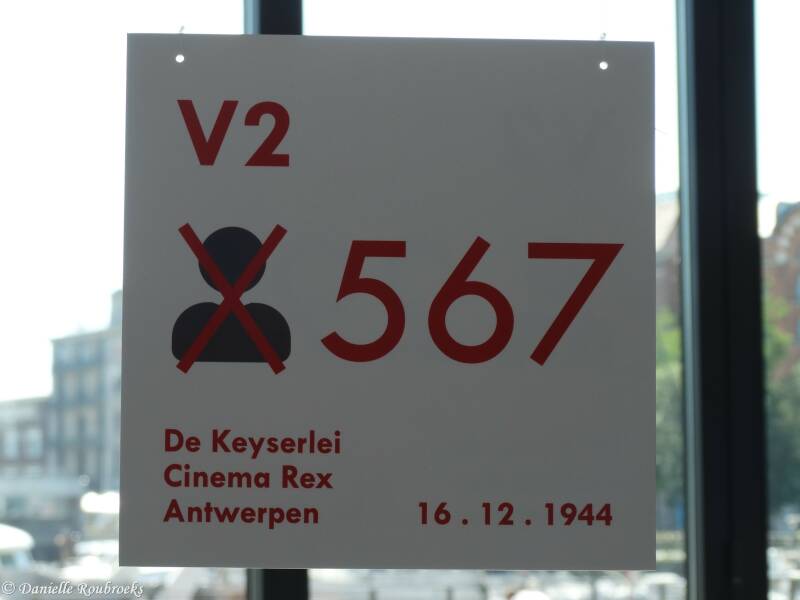 V2
567
De Keyserlei
Cinema Rex
Antwerpen
16.12.1944
© Danielle Roubroeks